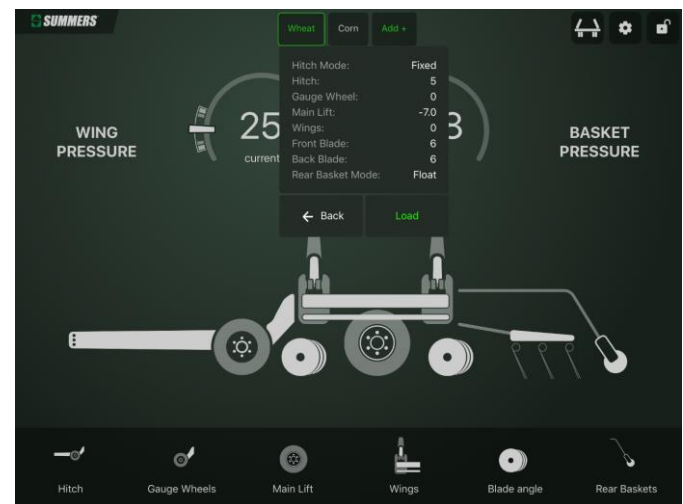 SUMMERS
Wheat
Corn
Add +
Hitch Mode: Fixed
Hitch: 5
Gauge Wheel: 0
Main Lift: -7.0
Wings: 0
Front Blade: 6
Back Blade: 6
Rear Basket Mode: Float
← Back
Load
WING
PRESSURE
25
current
BASKET
PRESSURE
Hitch
Gauge Wheels
Main Lift
Wings
Blade angle
Rear Baskets